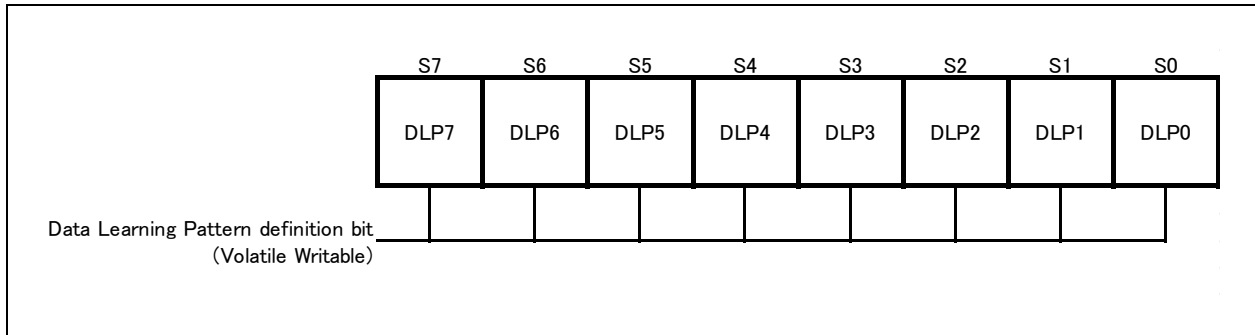 S7 S6 S5 S4 S3 S2 S1 S0
DLP7 DLP6 DLP5 DLP4 DLP3 DLP2 DLP1 DLP0
Data Learning Pattern definition bit
(Volatile Writable)